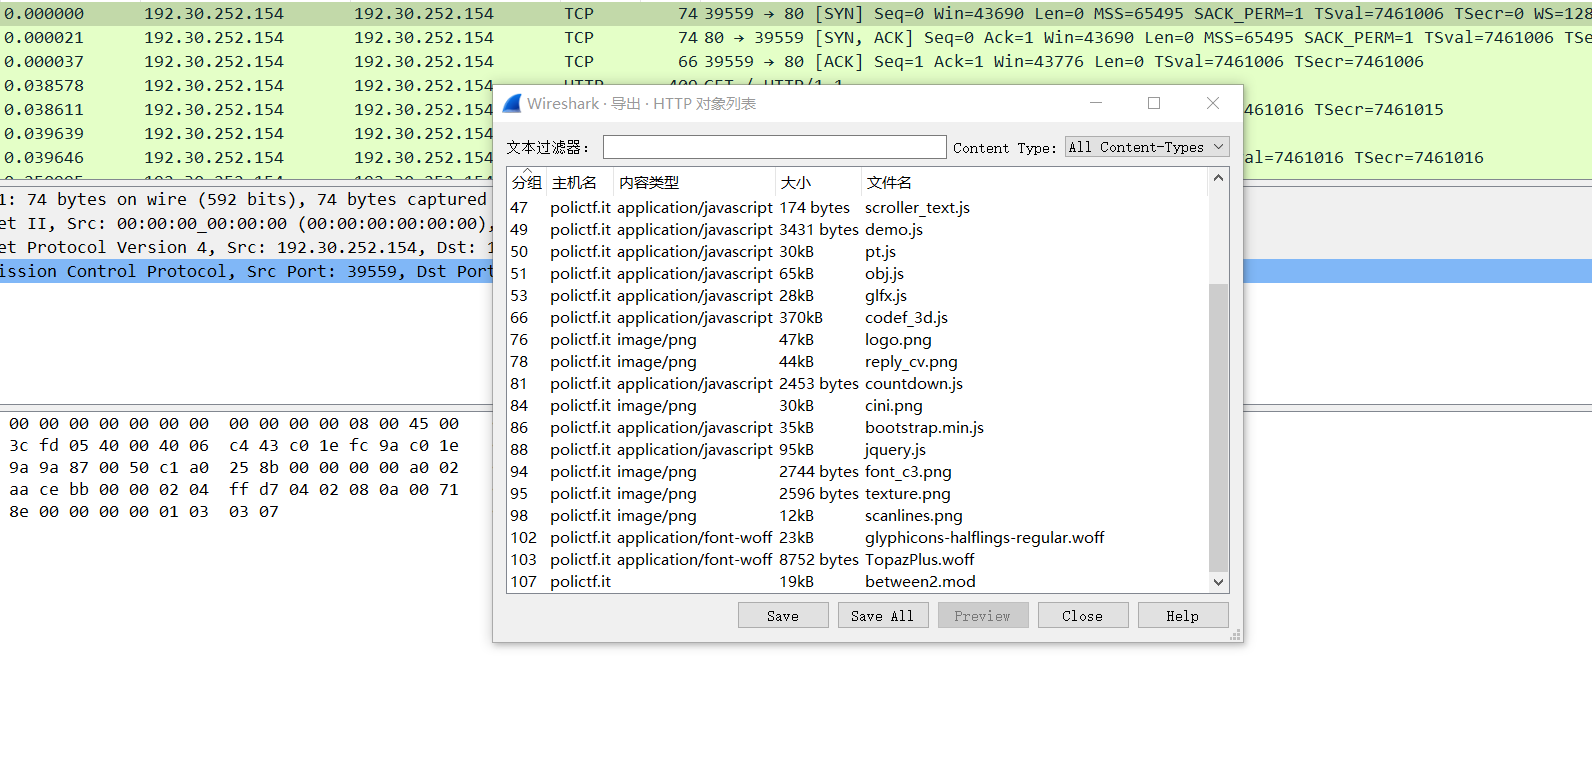 0.000000 192.30.252.154 192.30.252.154 TCP 74 39559 → 80 [SYN] Seq=0 Win=43690 Len=0 MSS=65495 SACK_PERM=1 TSval=7461006 TSecr=0 WS=128
0.000021 192.30.252.154 192.30.252.154 TCP 74 80 → 39559 [SYN, ACK] Seq=0 Ack=1 Win=43690 Len=0 MSS=65495 SACK_PERM=1 TSval=7461006 TSe
0.000037 192.30.252.154 192.30.252.154 TCP 66 39559 → 80 [ACK] Seq=1 Ack=1 Win=43776 Len=0 TSval=7461006 TSecr=7461006
0.038578 192.30.252.154 192.30.252.154
0.038611 192.30.252.154 192.30.252.154 461016 TSecr=7461015
0.039639 192.30.252.154 192.30.252.154
0.039646 192.30.252.154 192.30.252.154 al=7461016 TSecr=7461016
1: 74 bytes on wire (592 bits), 74 bytes captured
et II, Src: 00:00:00_00:00:00 (00:00:00:00:00:00),
et Protocol Version 4, Src: 192.30.252.154, Dst: 1
ission Control Protocol, Src Port: 39559, Dst Port
00 00 00 00 00 00 00 00 00 00 00 00 08 00 45 00
3c fd 05 40 00 40 06 c4 43 c0 1e fc 9a c0 1e
9a 9a 87 00 50 c1 a0 25 8b 00 00 00 00 a0 02
aa ce bb 00 00 02 04 ff d7 04 02 08 0a 00 71
8e 00 00 00 00 01 03 03 07
Wireshark · 导出 · HTTP 对象列表
文本过滤器: Content Type: All Content-Types
分组 主机名 内容类型 大小 文件名
47 polictf.it application/javascript 174 bytes scroller_text.js
49 polictf.it application/javascript 3431 bytes demo.js
50 polictf.it application/javascript 30kB pt.js
51 polictf.it application/javascript 65kB obj.js
53 polictf.it application/javascript 28kB glfx.js
66 polictf.it application/javascript 370kB codef_3d.js
76 polictf.it image/png 47kB logo.png
78 polictf.it image/png 44kB reply_cv.png
81 polictf.it application/javascript 2453 bytes countdown.js
84 polictf.it image/png 30kB cini.png
86 polictf.it application/javascript 35kB bootstrap.min.js
88 polictf.it application/javascript 95kB jquery.js
94 polictf.it image/png 2744 bytes font_c3.png
95 polictf.it image/png 2596 bytes texture.png
98 polictf.it image/png 12kB scanlines.png
102 polictf.it application/font-woff 23kB glyphicons-halflings-regular.woff
103 polictf.it application/font-woff 8752 bytes TopazPlus.woff
107 polictf.it 19kB between2.mod
Save Save All Preview Close Help